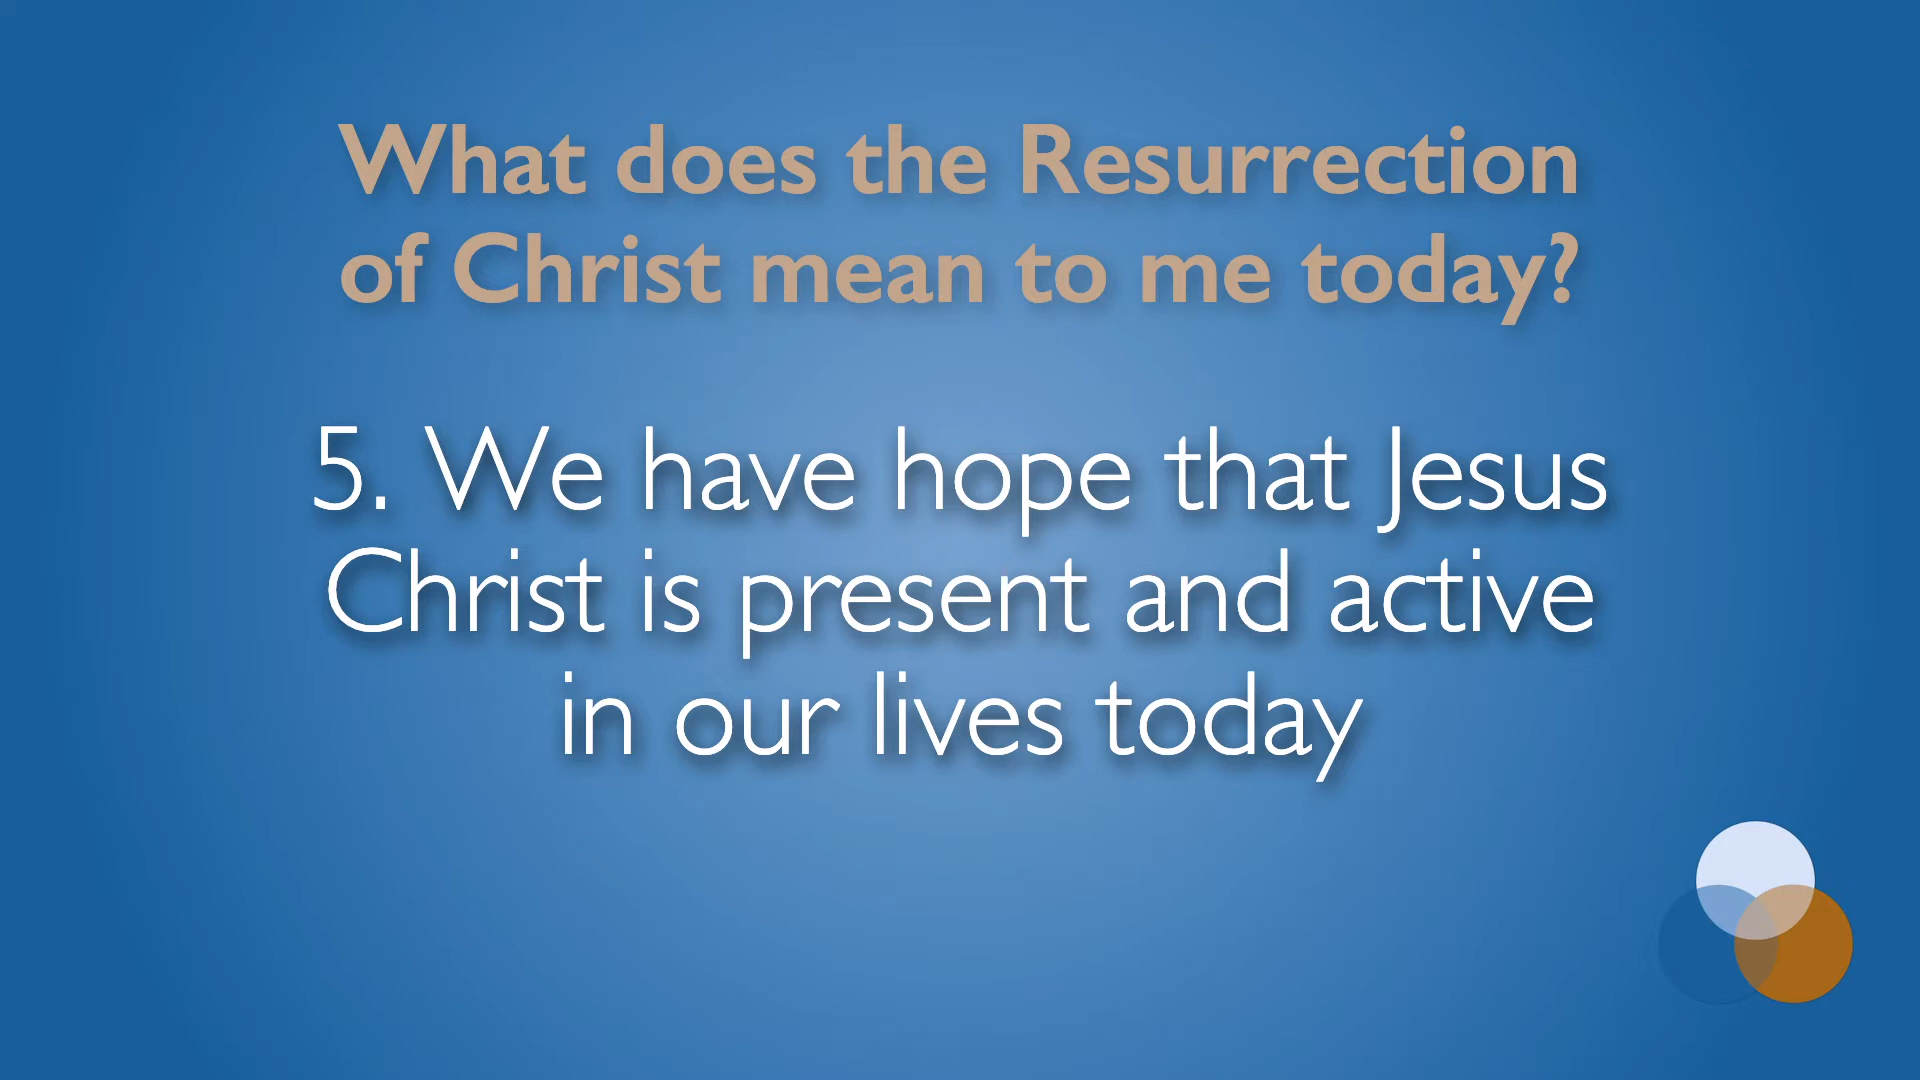 What does the Resurrection
of Christ mean to me today?
5. We have hope that Jesus
Christ is present and active
in our lives today